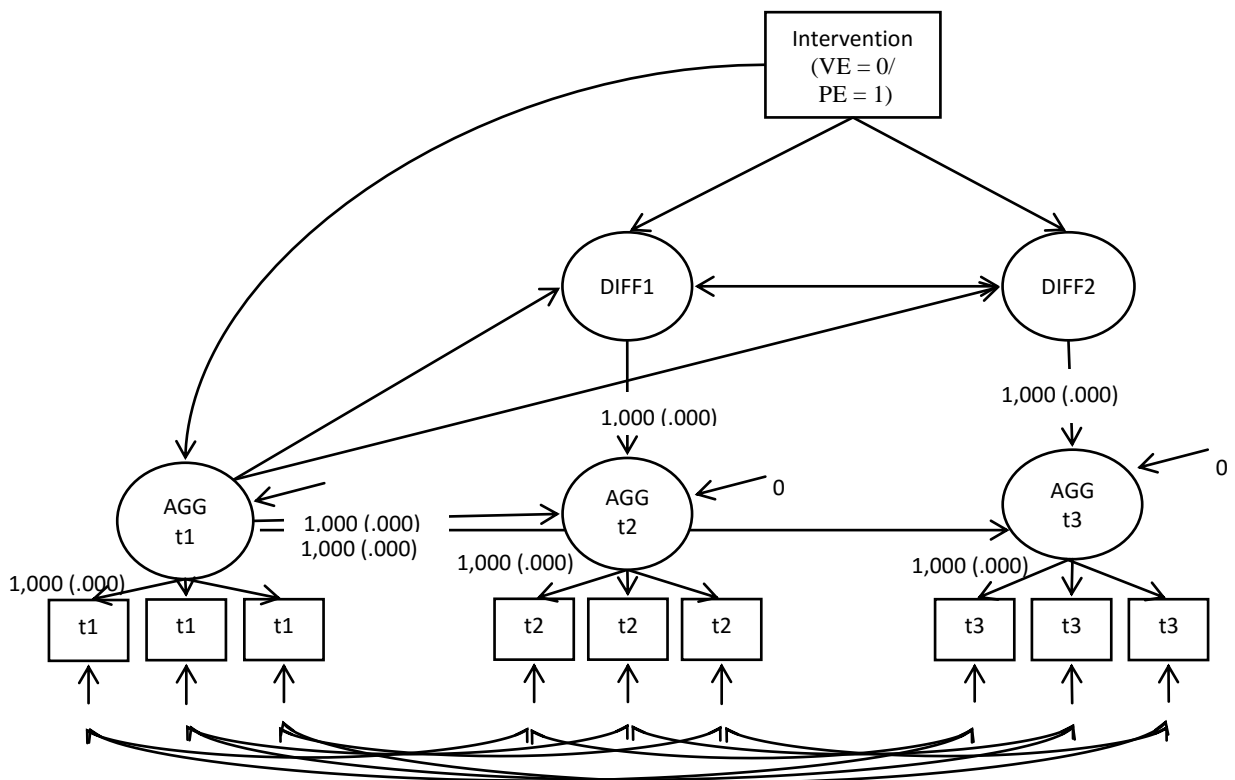 Intervention
(VE = 0/
PE = 1)
DIFF1
DIFF2
1,000 (.000)
1,000 (.000)
AGG
t1
1,000 (.000)
1,000 (.000)
AGG
t2
0
AGG
t3
0
1,000 (.000)
1,000 (.000)
1,000 (.000)
t1
t1
t1
t2
t2
t2
t3
t3
t3